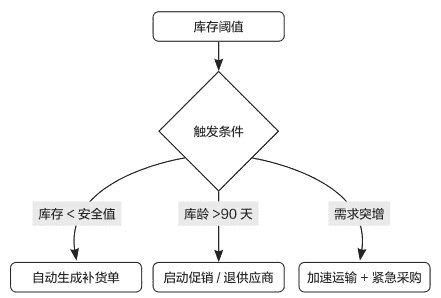 库存阈值
触发条件
库存 < 安全值
库龄 >90 天
需求突增
自动生成补货单
启动促销 / 退供应商
加速运输 + 紧急采购